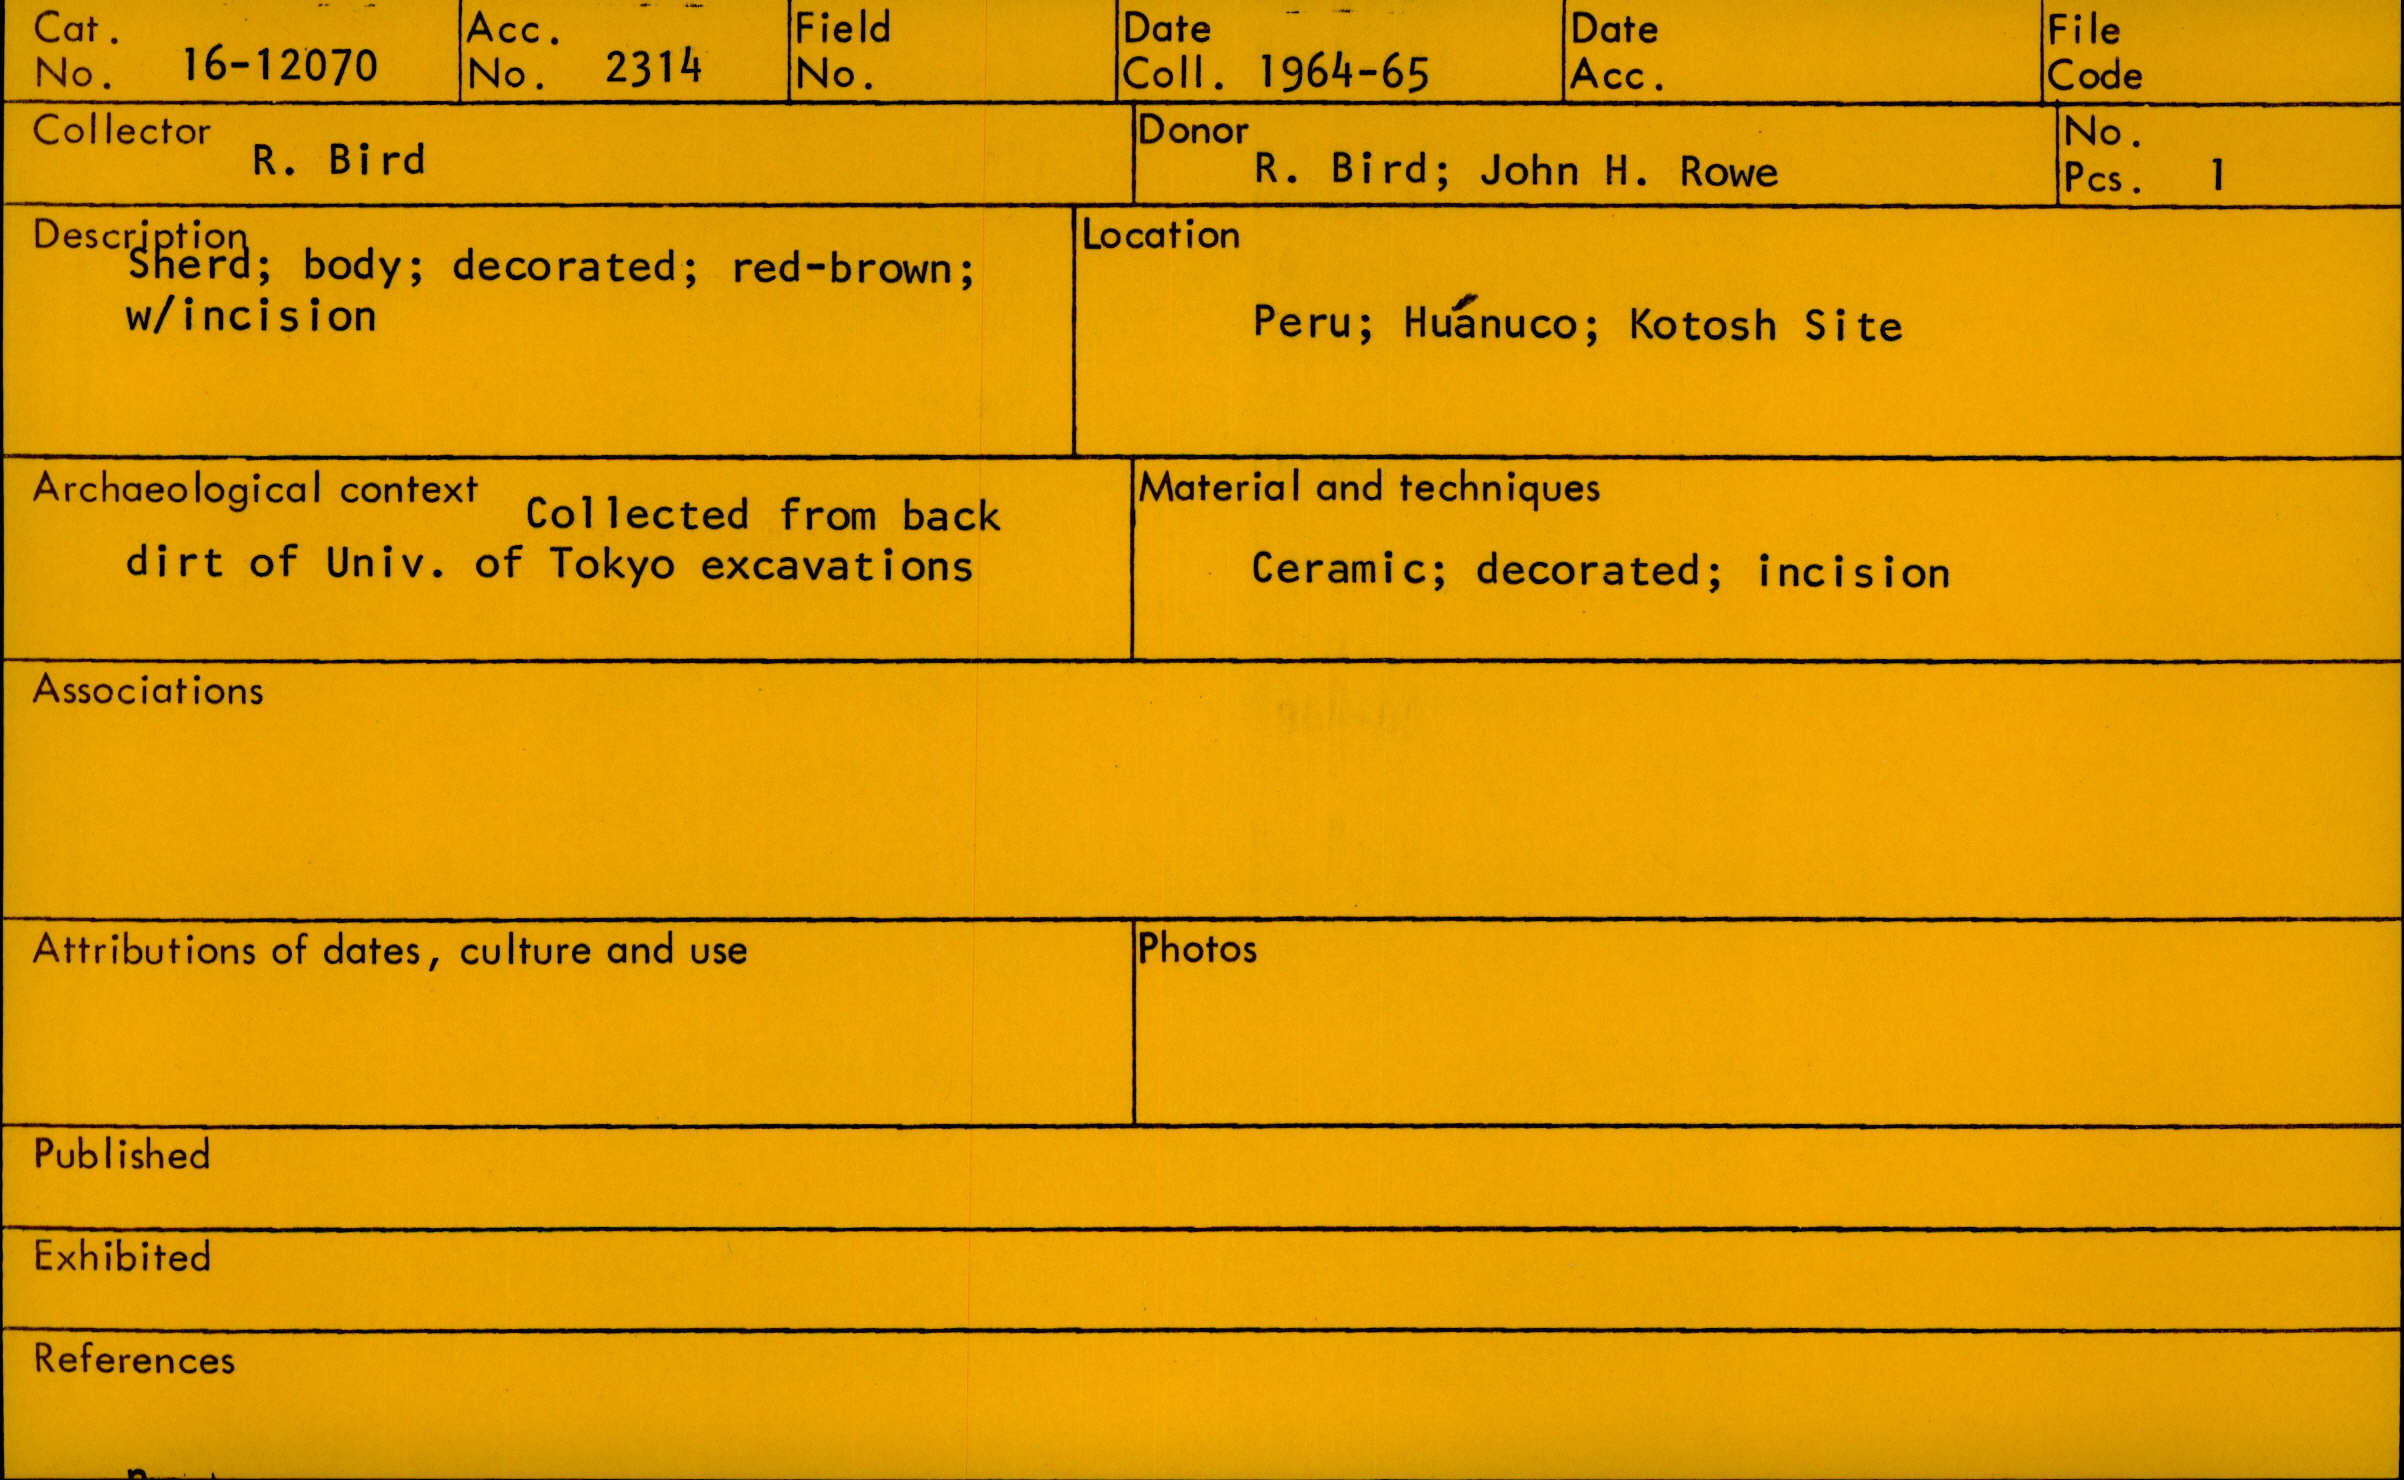 Cat. No. 16-12070
Acc. No. 2314
Field No.
Date Coll. 1964-65
Date Acc.
File Code
Collector R. Bird
Donor R. Bird; John H. Rowe
No. Pcs. 1
Description
Sherd; body; decorated; red-brown;
w/incision
Location
Peru; Huánuco; Kotosh Site
Archaeological context Collected from back
dirt of Univ. of Tokyo excavations
Material and techniques
Ceramic; decorated; incision
Associations
Attributions of dates, culture and use
Photos
Published
Exhibited
References